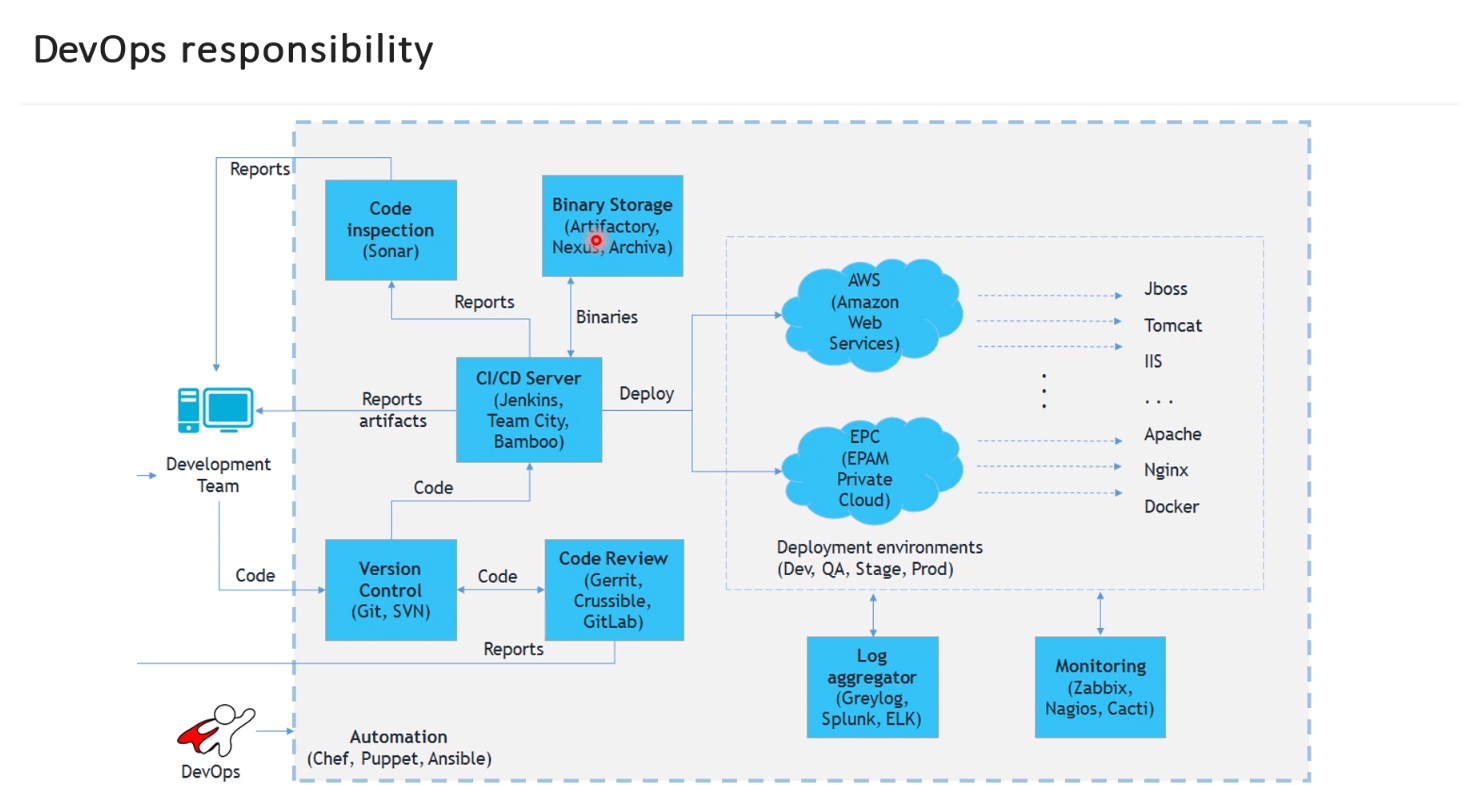 DevOps responsibility
Reports
Code
inspection
(Sonar)
Binary Storage
(Artifactory,
Nexus, Archiva)
Reports
Binaries
AWS
(Amazon
Web
Services)
Jboss
Tomcat
IIS
. . .
Apache
Nginx
Docker
CI/CD Server
(Jenkins,
Team City,
Bamboo)
Reports
artifacts
Deploy
EPC
(EPAM
Private
Cloud)
Development
Team
Code
Deployment environments
(Dev, QA, Stage, Prod)
Code
Version
Control
(Git, SVN)
Code
Code Review
(Gerrit,
Crussible,
GitLab)
Reports
Log
aggregator
(Greylog,
Splunk, ELK)
Monitoring
(Zabbix,
Nagios, Cacti)
DevOps
Automation
(Chef, Puppet, Ansible)